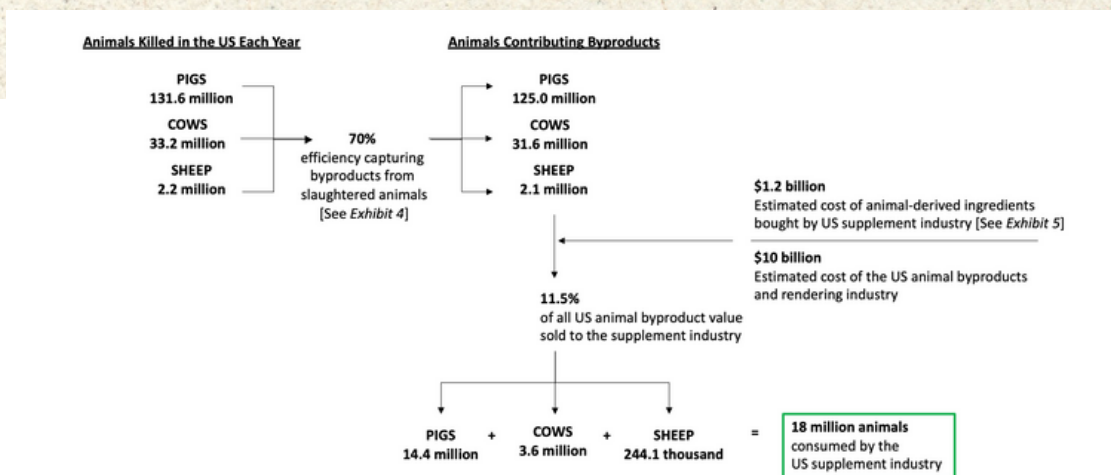 Animals Killed in the US Each Year
PIGS
131.6 million
COWS
33.2 million
SHEEP
2.2 million
70%
efficiency capturing
byproducts from
slaughtered animals
[See Exhibit 4]
Animals Contributing Byproducts
PIGS
125.0 million
COWS
31.6 million
SHEEP
2.1 million
$1.2 billion
Estimated cost of animal-derived ingredients
bought by US supplement industry [See Exhibit 5]
$10 billion
Estimated cost of the US animal byproducts
and rendering industry
11.5%
of all US animal byproduct value
sold to the supplement industry
PIGS
14.4 million
+
COWS
3.6 million
+
SHEEP
244.1 thousand
=
18 million animals
consumed by the
US supplement industry